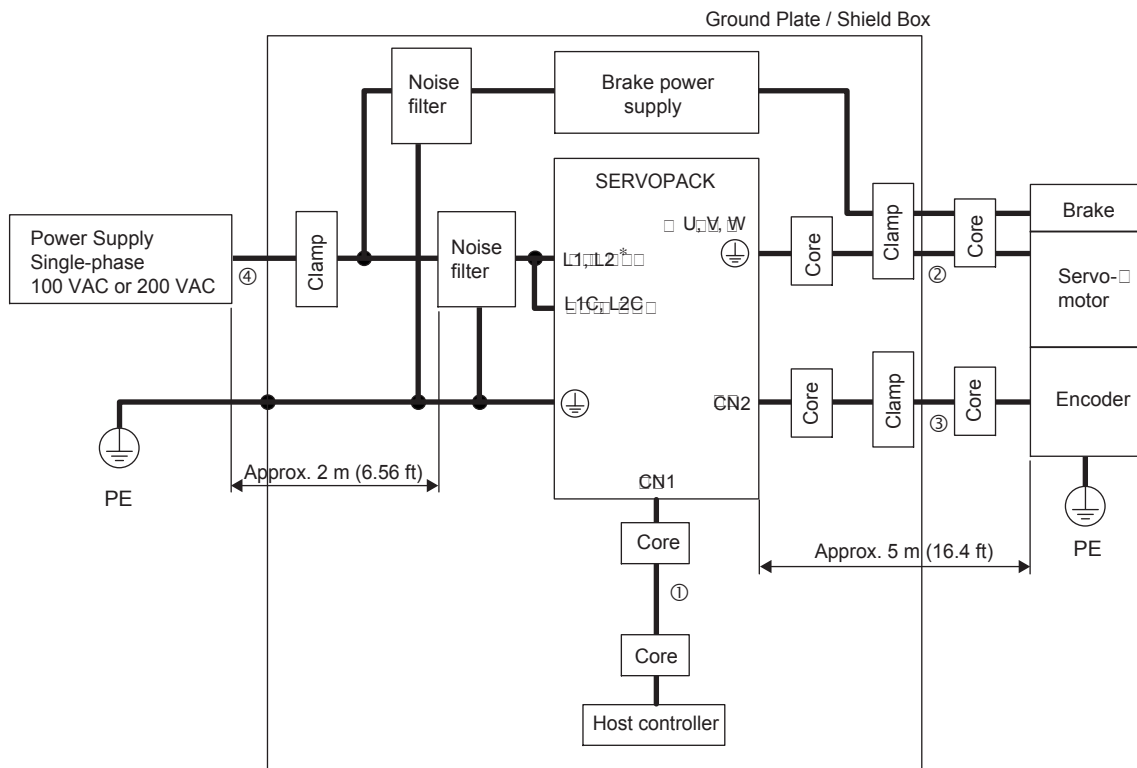 Ground Plate / Shield Box
Noise
filter
Brake power
supply
SERVOPACK
U, V, W
Power Supply
Single-phase
100 VAC or 200 VAC
④
Clamp
Noise
filter
L1, L2 *
L1C, L2C
Core
Clamp
Core
②
Brake
Servo-
motor
CN2
Core
Clamp
③
Core
Encoder
PE
Approx. 2 m (6.56 ft)
CN1
Core
①
Core
Host controller
Approx. 5 m (16.4 ft)
PE